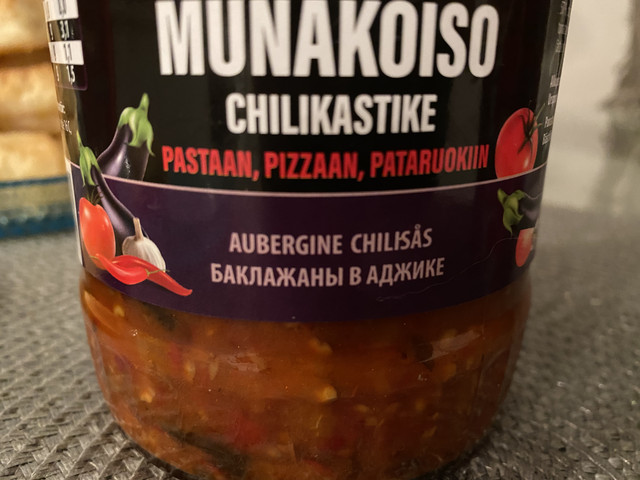 MUNAKOISO
CHILIKASTIKE
PASTAAN, PIZZAAN, PATARUOKIIN
AUBERGINE CHILISÅS
БАКЛАЖАНЫ В АДЖИКЕ